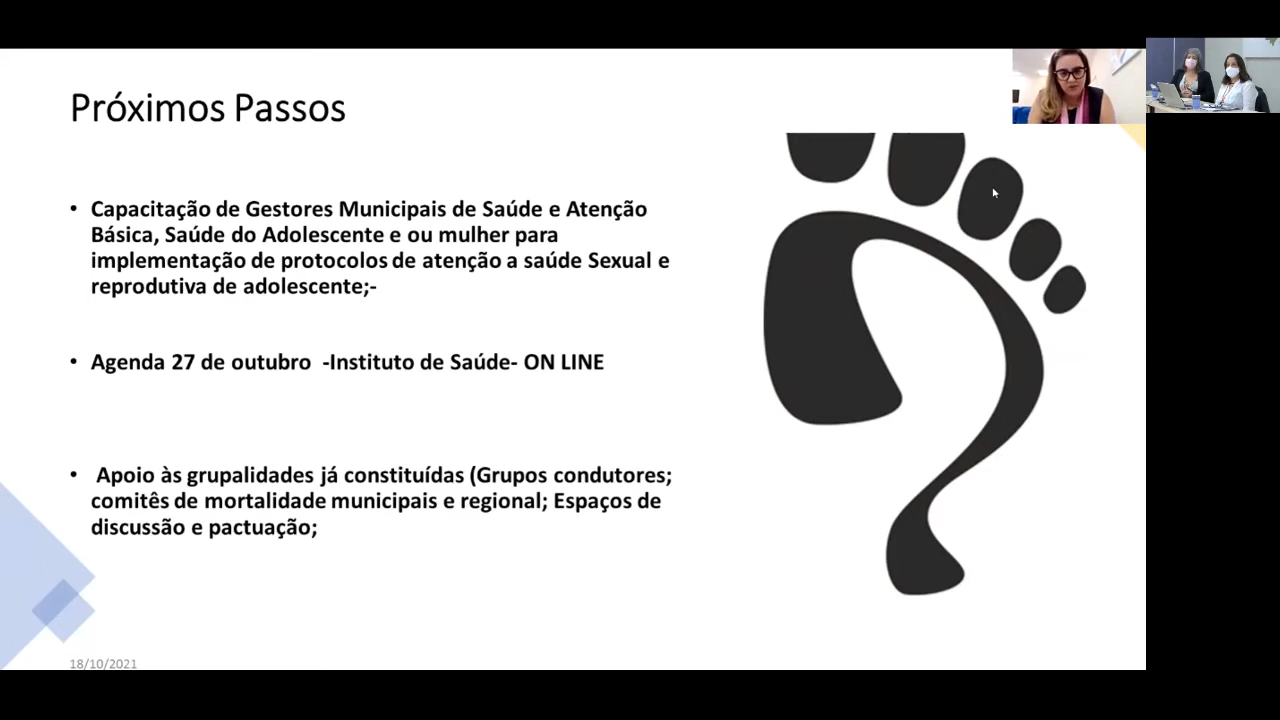 Próximos Passos
• Capacitação de Gestores Municipais de Saúde e Atenção
Básica, Saúde do Adolescente e ou mulher para
implementação de protocolos de atenção a saúde Sexual e
reprodutiva de adolescente;-
• Agenda 27 de outubro -Instituto de Saúde- ON LINE
• Apoio às grupalidades já constituídas (Grupos condutores;
comitês de mortalidade municipais e regional; Espaços de
discussão e pactuação;
18/10/2021